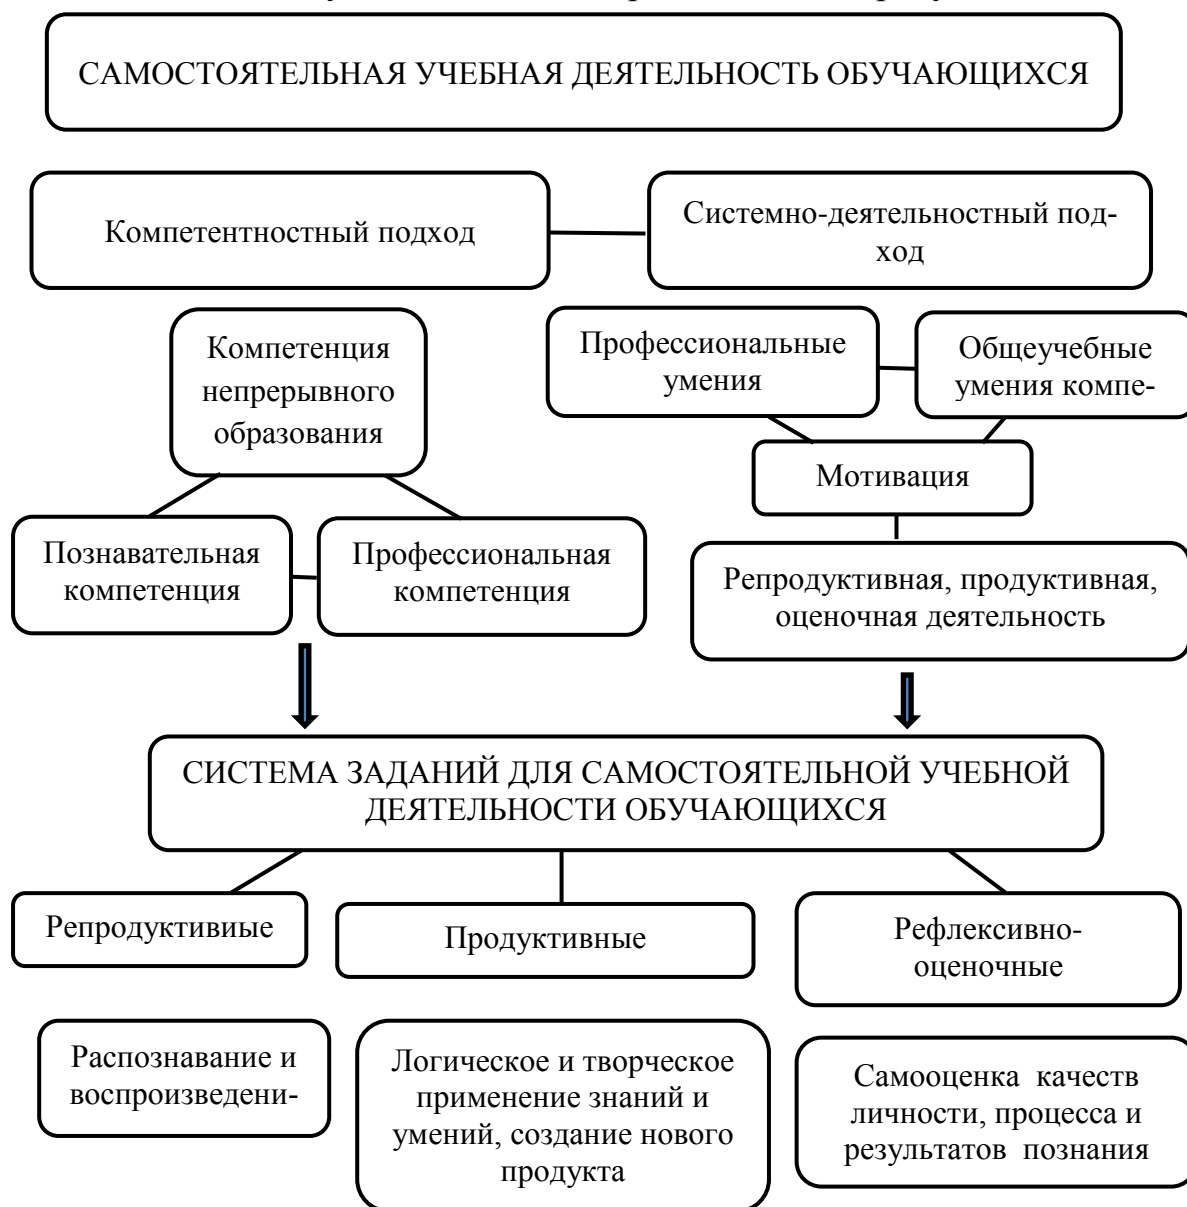 САМОСТОЯТЕЛЬНАЯ УЧЕБНАЯ ДЕЯТЕЛЬНОСТЬ ОБУЧАЮЩИХСЯ
Компетентностный подход
Системно-деятельностный под-
ход
Компетенция
непрерывного
образования
Профессиональные
умения
Общеучебные
умения компе-
Мотивация
Познавательная
компетенция
Профессиональная
компетенция
Репродуктивная, продуктивная,
оценочная деятельность
СИСТЕМА ЗАДАНИЙ ДЛЯ САМОСТОЯТЕЛЬНОЙ УЧЕБНОЙ
ДЕЯТЕЛЬНОСТИ ОБУЧАЮЩИХСЯ
Репродуктивиые
Продуктивные
Рефлексивно-
оценочные
Распознавание и
воспроизведени-
Логическое и творческое
применение знаний и
умений, создание нового
продукта
Самооценка качеств
личности, процесса и
результатов познания